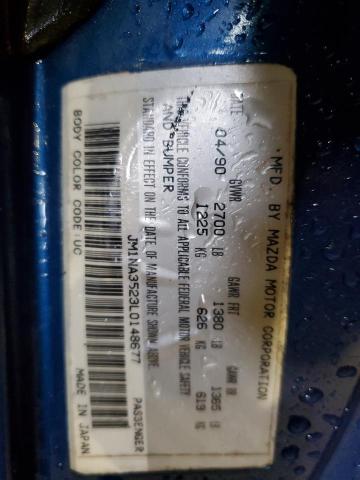 MFD. BY MAZDA MOTOR CORPORATION
DATE GVWR GAWR FRT GAWR RR
04/90 2700 LB 1380 LB 1365 LB
1225 KG 626 KG 619 KG
THIS VEHICLE CONFORMS TO ALL APPLICABLE FEDERAL MOTOR VEHICLE SAFETY
AND BUMPER
STANDARD IN EFFECT ON THE DATE OF MANUFACTURE SHOWN ABOVE.
JM1NA3523L0148677 PASSENGER
BODY COLOR CODE:UC MADE IN JAPAN